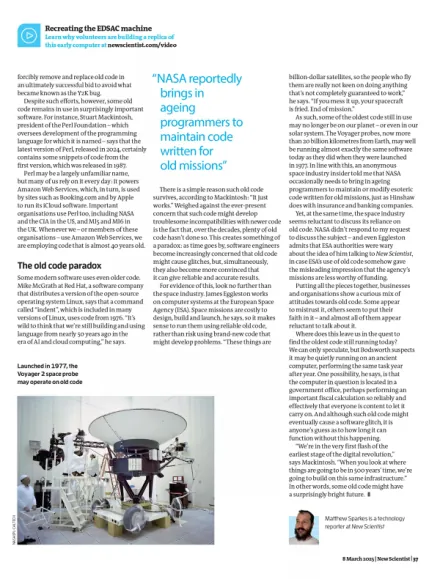 Recreating the EDSAC machine
Learn why volunteers are building a replica of
this early computer at newscientist.com/video
forcibly remove and replace old code in
an ultimately successful bid to avoid what
became known as the Y2K bug.
Despite such efforts, however, some old
code remains in use in surprisingly important
software. For instance, Stuart Mackintosh,
president of the Perl Foundation – which
oversees development of the programming
language for which it is named – says that the
latest version of Perl, released in 2024, certainly
contains some snippets of code from the
first version, which was released in 1987.
Perl may be a largely unfamiliar name,
but many of us rely on it every day: it powers
Amazon Web Services, which, in turn, is used
by sites such as Booking.com and by Apple
to run its iCloud software. Important
organisations use Perl too, including NASA
and the CIA in the US, and MI5 and MI6 in
the UK. Whenever we – or members of these
organisations – use Amazon Web Services, we
are employing code that is almost 40 years old.
The old code paradox
Some modern software uses even older code.
Mike McGrath at Red Hat, a software company
that distributes a version of the open-source
operating system Linux, says that a command
called "indent", which is included in many
versions of Linux, uses code from 1976. "It's
wild to think that we're still building and using
language from nearly 50 years ago in the
era of AI and cloud computing," he says.
Launched in 1977, the
Voyager 2 space probe
may operate on old code
"NASA reportedly
brings in
ageing
programmers to
maintain code
written for
old missions"
There is a simple reason such old code
survives, according to Mackintosh: "It just
works." Weighed against the ever-present
concern that such code might develop
troublesome incompatibilities with newer code
is the fact that, over the decades, plenty of old
code hasn't done so. This creates something of
a paradox: as time goes by, software engineers
become increasingly concerned that old code
might cause glitches, but, simultaneously,
they also become more convinced that
it can give reliable and accurate results.
For evidence of this, look no further than
the space industry. James Eggleston works
on computer systems at the European Space
Agency (ESA). Space missions are costly to
design, build and launch, he says, so it makes
sense to run them using reliable old code,
rather than risk using brand-new code that
might develop problems. "These things are
billion-dollar satellites, so the people who fly
them are really not keen on doing anything
that's not completely guaranteed to work,"
he says. "If you mess it up, your spacecraft
is fried. End of mission."
As such, some of the oldest code still in use
may no longer be on our planet – or even in our
solar system. The Voyager probes, now more
than 20 billion kilometres from Earth, may well
be running almost exactly the same software
today as they did when they were launched
in 1977. In line with this, an anonymous
space industry insider told me that NASA
occasionally needs to bring in ageing
programmers to maintain or modify esoteric
code written for old missions, just as Hinshaw
does with insurance and banking companies.
Yet, at the same time, the space industry
seems reluctant to discuss its reliance on
old code. NASA didn't respond to my request
to discuss the subject – and even Eggleston
admits that ESA authorities were wary
about the idea of him talking to New Scientist,
in case ESA's use of old code somehow gave
the misleading impression that the agency's
missions are less worthy of funding.
Putting all the pieces together, businesses
and organisations show a curious mix of
attitudes towards old code. Some appear
to mistrust it, others seem to put their
faith in it – and almost all of them appear
reluctant to talk about it.
Where does this leave us in the quest to
find the oldest code still running today?
We can only speculate, but Bodsworth suspects
it may be quietly running on an ancient
computer, performing the same task year
after year. One possibility, he says, is that
the computer in question is located in a
government office, perhaps performing an
important fiscal calculation so reliably and
effectively that everyone is content to let it
carry on. And although such old code might
eventually cause a software glitch, it is
anyone's guess as to how long it can
function without this happening.
"We're in the very first flash of the
earliest stage of the digital revolution,"
says Mackintosh. "When you look at where
things are going to be in 500 years' time, we're
going to build on this same infrastructure."
In other words, some old code might have
a surprisingly bright future.
Matthew Sparkes is a technology
reporter at New Scientist
8 March 2025 | New Scientist | 37